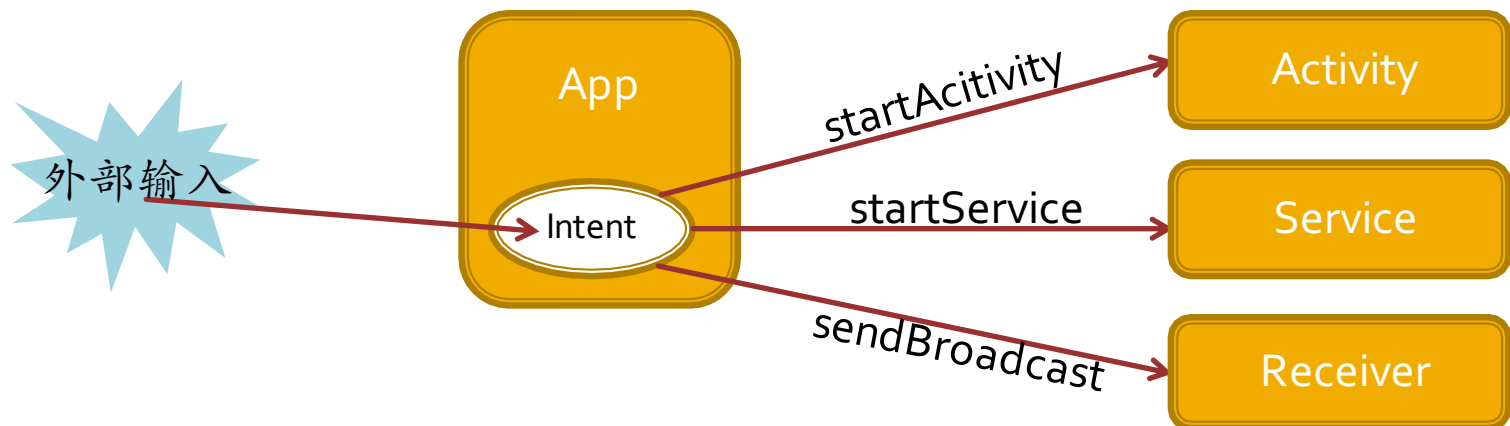 外部输入
App
Intent
startAcitivity
startService
sendBroadcast
Activity
Service
Receiver